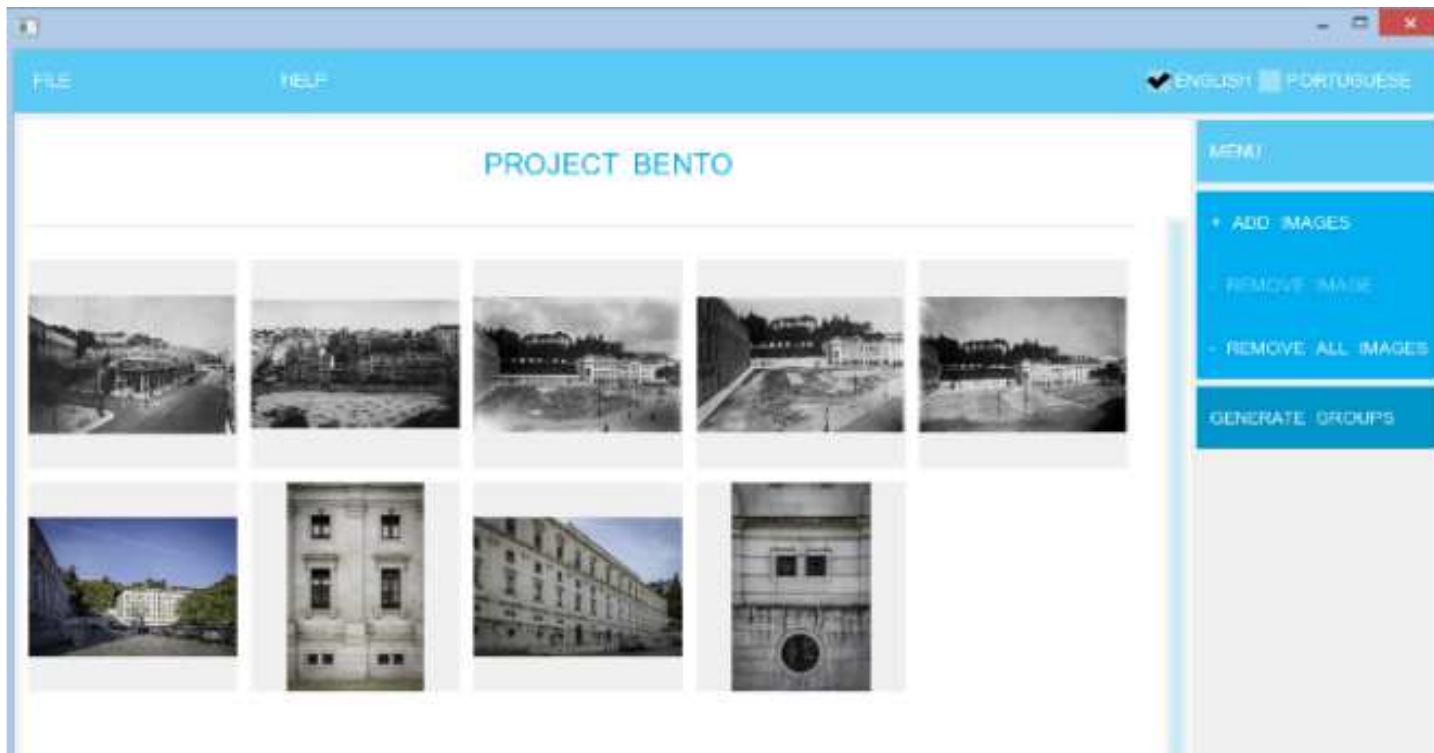 FILE HELP ENGLISH PORTUGUESE
PROJECT BENTO
MENU
+ ADD IMAGES
- REMOVE IMAGE
- REMOVE ALL IMAGES
GENERATE GROUPS